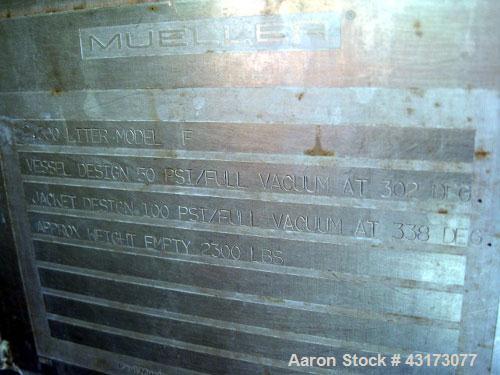 MUELLER®
LITER MODEL F
VESSEL DESIGN 50 PSI/FULL VACUUM AT 302 DEG
JACKET DESIGN 100 PSI/FULL VACUUM AT 338 DEG
APPROX WEIGHT EMPTY 2300 LBS
Aaron Stock # 43173077